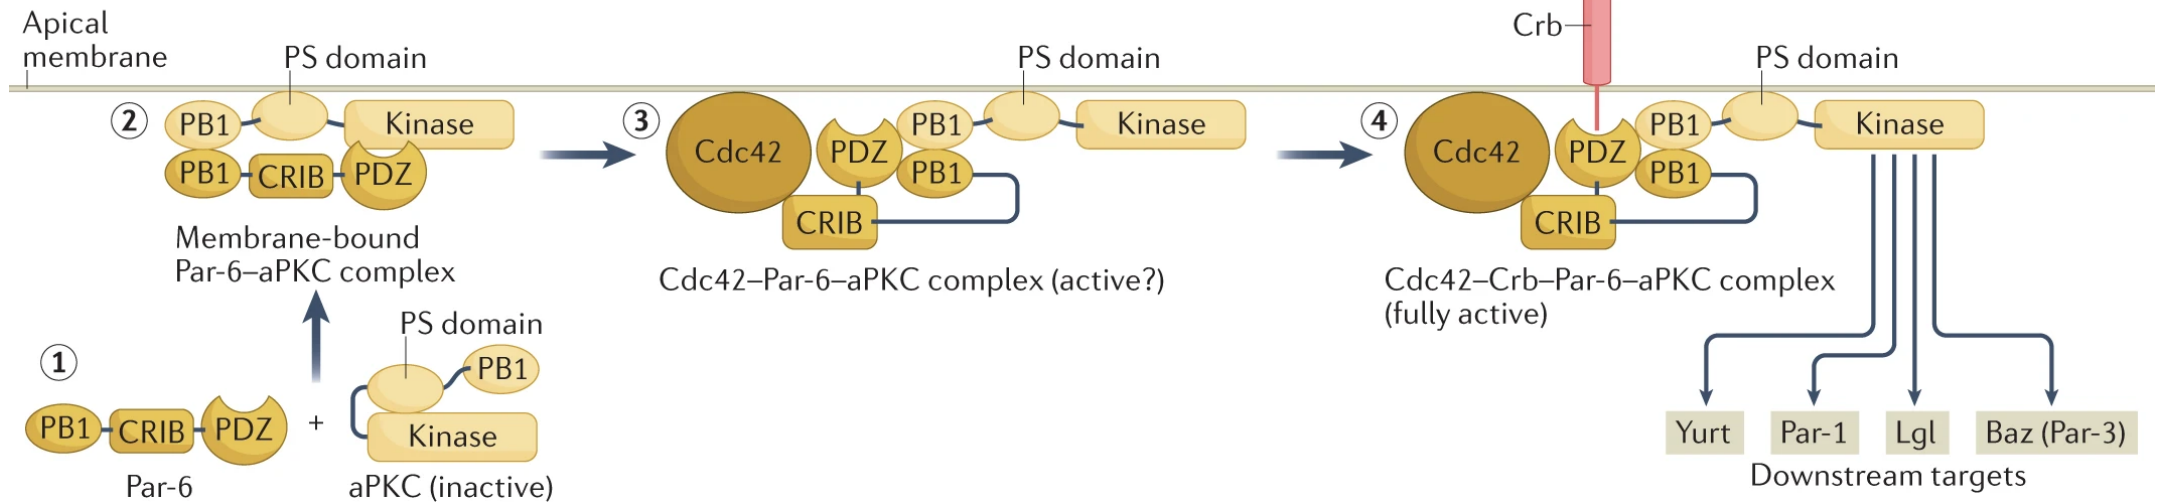 Apical
membrane
PS domain
2
PB1
Kinase
PB1
CRIB
PDZ
Membrane-bound
Par-6–aPKC complex
1
PB1
CRIB
PDZ
Par-6
+
PS domain
PB1
Kinase
aPKC (inactive)
3
PS domain
Cdc42
PDZ
PB1
Kinase
PB1
CRIB
Cdc42–Par-6–aPKC complex (active?)
4
Crb
PS domain
Cdc42
PDZ
PB1
Kinase
PB1
CRIB
Cdc42–Crb–Par-6–aPKC complex
(fully active)
Yurt
Par-1
Lgl
Baz (Par-3)
Downstream targets